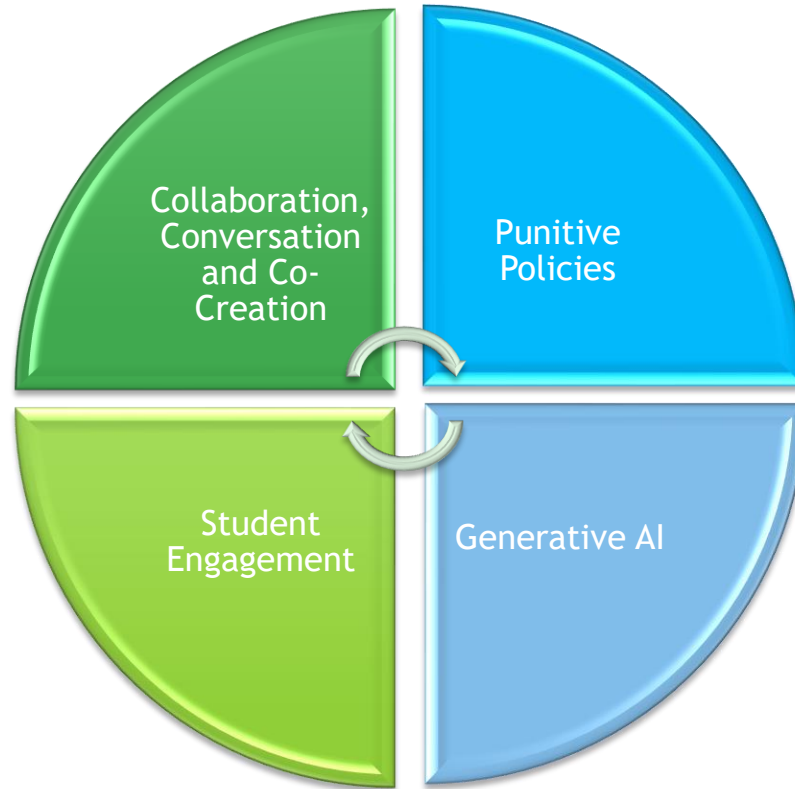 Collaboration,
Conversation
and Co-
Creation
Punitive
Policies
Student
Engagement
Generative AI